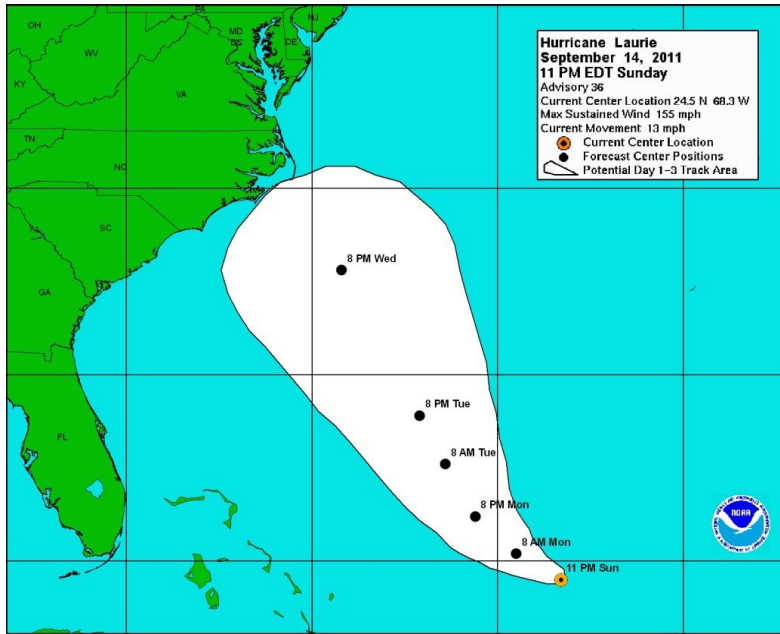 PA
NJ
OH
MD
DC
DE
WV
KY
VA
TN
NC
SC
GA
FL
Hurricane Laurie
September 14, 2011
11 PM EDT Sunday
Advisory 36
Current Center Location 24.5 N 68.3 W
Max Sustained Wind 155 mph
Current Movement 13 mph
Current Center Location
Forecast Center Positions
Potential Day 1-3 Track Area
8 PM Wed
8 PM Tue
8 AM Tue
8 PM Mon
8 AM Mon
11 PM Sun
NOAA